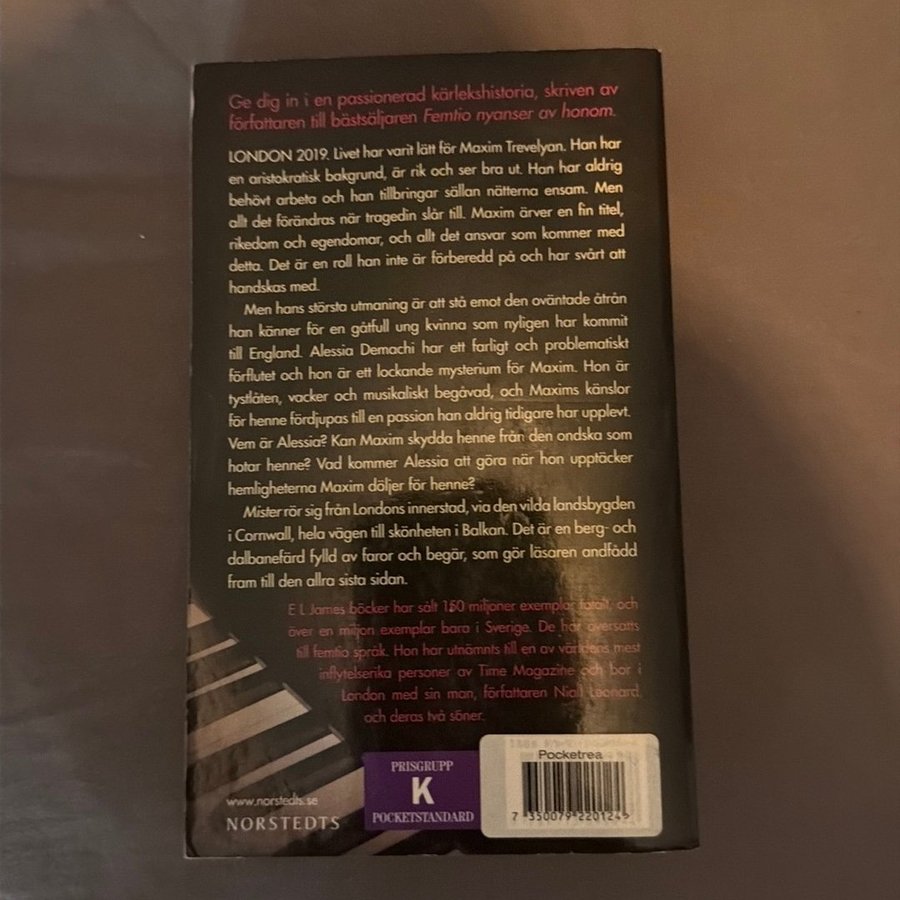 Ge dig in i en passionerad kärlekshistoria, skriven av
författaren till bästsäljaren Femtio nyanser av honom.
LONDON 2019. Livet har varit lätt för Maxim Trevelyan. Han har
en aristokratisk bakgrund, är rik och ser bra ut. Han har aldrig
behövt arbeta och han tillbringar sällan nätterna ensam. Men
allt det förändras när tragedin slår till. Maxim ärver en fin titel,
rikedom och egendomar, och allt det ansvar som kommer med
detta. Det är en roll han inte är förberedd på och har svårt att
handskas med.
Men hans största utmaning är att stå emot den oväntade åtrån
han känner för en gåtfull ung kvinna som nyligen har kommit
till England. Alessia Demachi har ett farligt och problematiskt
förflutet och hon är ett lockande mysterium för Maxim. Hon är
tystlåten, vacker och musikaliskt begåvad, och Maxims känslor
för henne fördjupas till en passion han aldrig tidigare har upplevt.
Vem är Alessia? Kan Maxim skydda henne från den ondska som
hotar henne? Vad kommer Alessia att göra när hon upptäcker
hemligheterna Maxim döljer för henne?
Mister rör sig från Londons innerstad, via den vilda landsbygden
i Cornwall, hela vägen till skönheten i Balkan. Det är en berg- och
dalbanefärd fylld av faror och begär, som gör läsaren andfådd
fram till den allra sista sidan.
E L James böcker har sålt 150 miljoner exemplar totalt, och
över en miljon exemplar bara i Sverige. De har översatts
till femtio språk. Hon har utnämnts till en av världens mest
inflytelserika personer av Time Magazine och bor i
London med sin man, författaren Niall Leonard,
och deras två söner.
www.norstedts.se
NORSTEDTS
PRISGRUPP
K
POCKETSTANDARD
Pocketrea
7 350079 220124